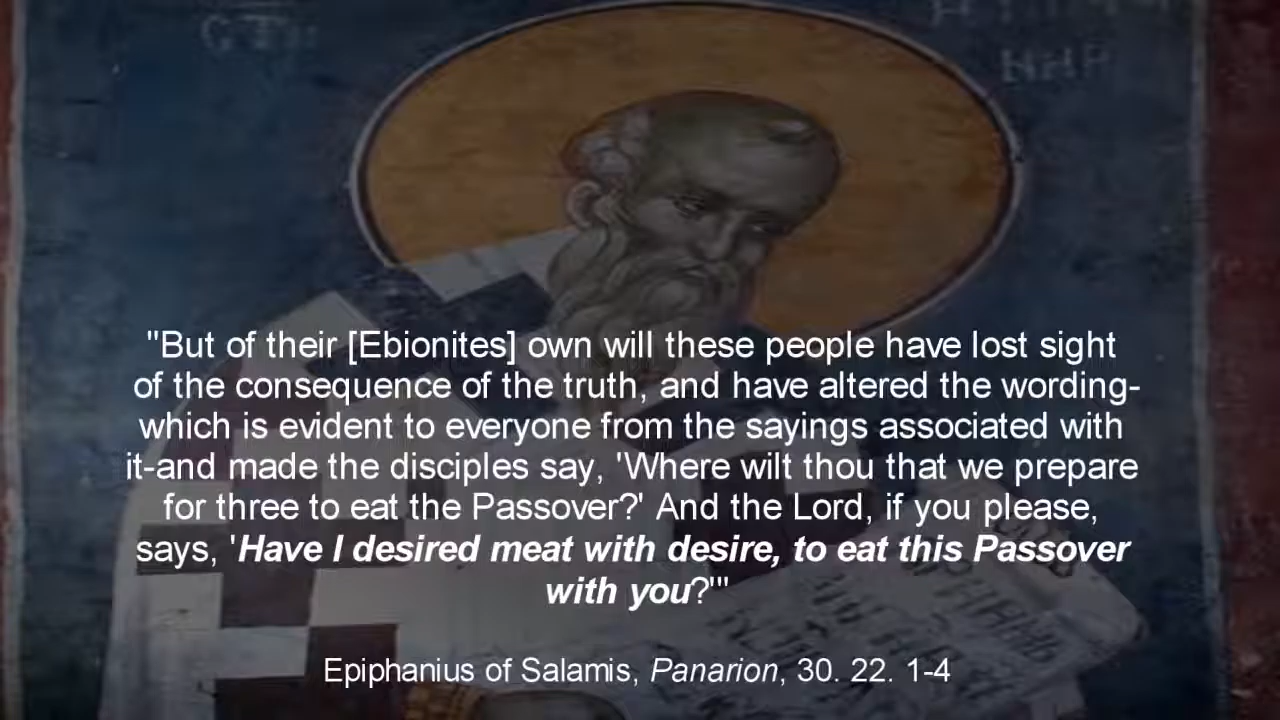 "But of their [Ebionites] own will these people have lost sight
of the consequence of the truth, and have altered the wording-
which is evident to everyone from the sayings associated with
it-and made the disciples say, 'Where wilt thou that we prepare
for three to eat the Passover?' And the Lord, if you please,
says, 'Have I desired meat with desire, to eat this Passover
with you?'"
Epiphanius of Salamis, Panarion, 30. 22. 1-4